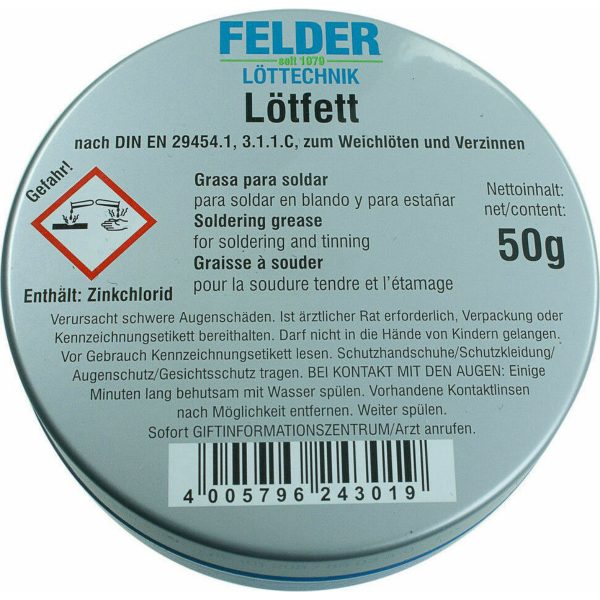 FELDER
seit 1979
LÖTTECHNIK
Lötfett
nach DIN EN 29454.1, 3.1.1.C, zum Weichlöten und Verzinnen
Gefahr!
Grasa para soldar
para soldar en blando y para estañar
Soldering grease
for soldering and tinning
Graisse à souder
pour la soudure tendre et l'étamage
Nettoinhalt:
net/content:
50g
Enthält: Zinkchlorid
Verursacht schwere Augenschäden. Ist ärztlicher Rat erforderlich, Verpackung oder
Kennzeichnungsetikett bereithalten. Darf nicht in die Hände von Kindern gelangen.
Vor Gebrauch Kennzeichnungsetikett lesen. Schutzhandschuhe/Schutzkleidung/
Augenschutz/Gesichtsschutz tragen. BEI KONTAKT MIT DEN AUGEN: Einige
Minuten lang behutsam mit Wasser spülen. Vorhandene Kontaktlinsen
nach Möglichkeit entfernen. Weiter spülen.
Sofort GIFTINFORMATIONSZENTRUM/Arzt anrufen.
4 005796 243019